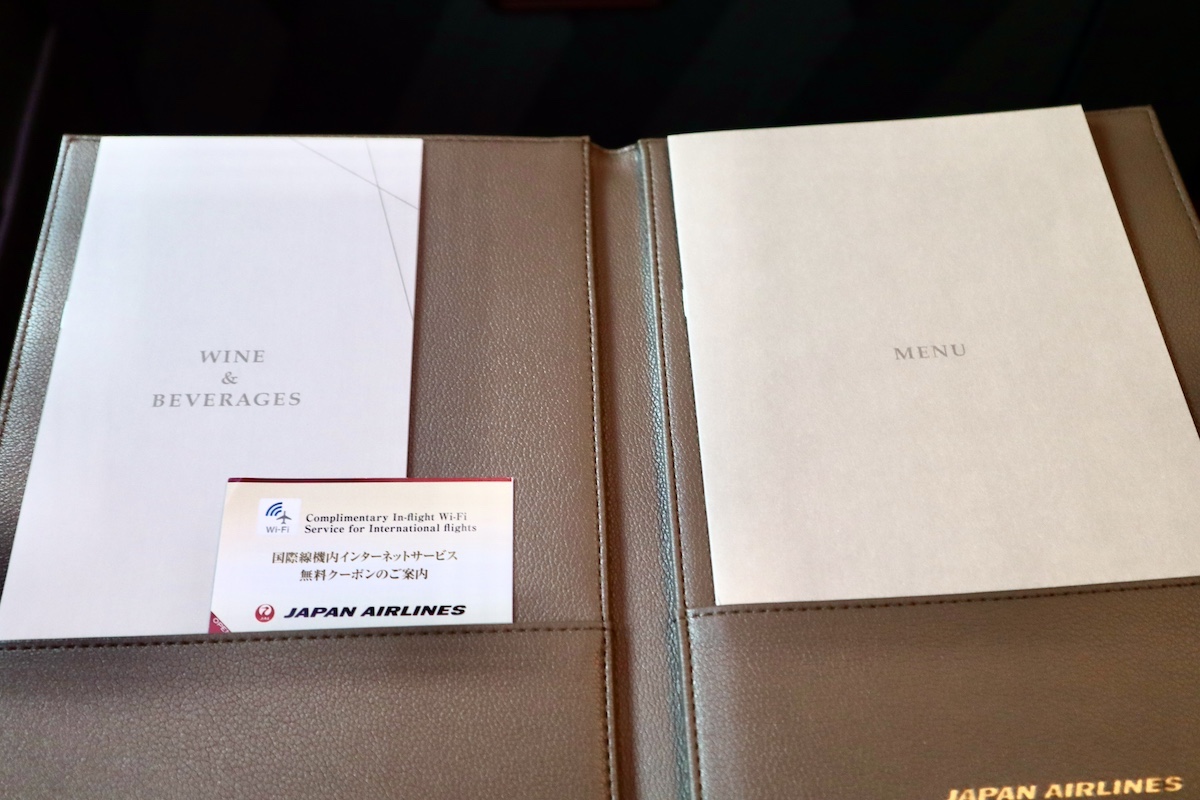 WINE
&
BEVERAGES
Wi-Fi
Complimentary In-flight Wi-Fi
Service for International flights
国際線機内インターネットサービス
無料クーポンのご案内
JAL
JAPAN AIRLINES
MENU
JAPAN AIRLINES